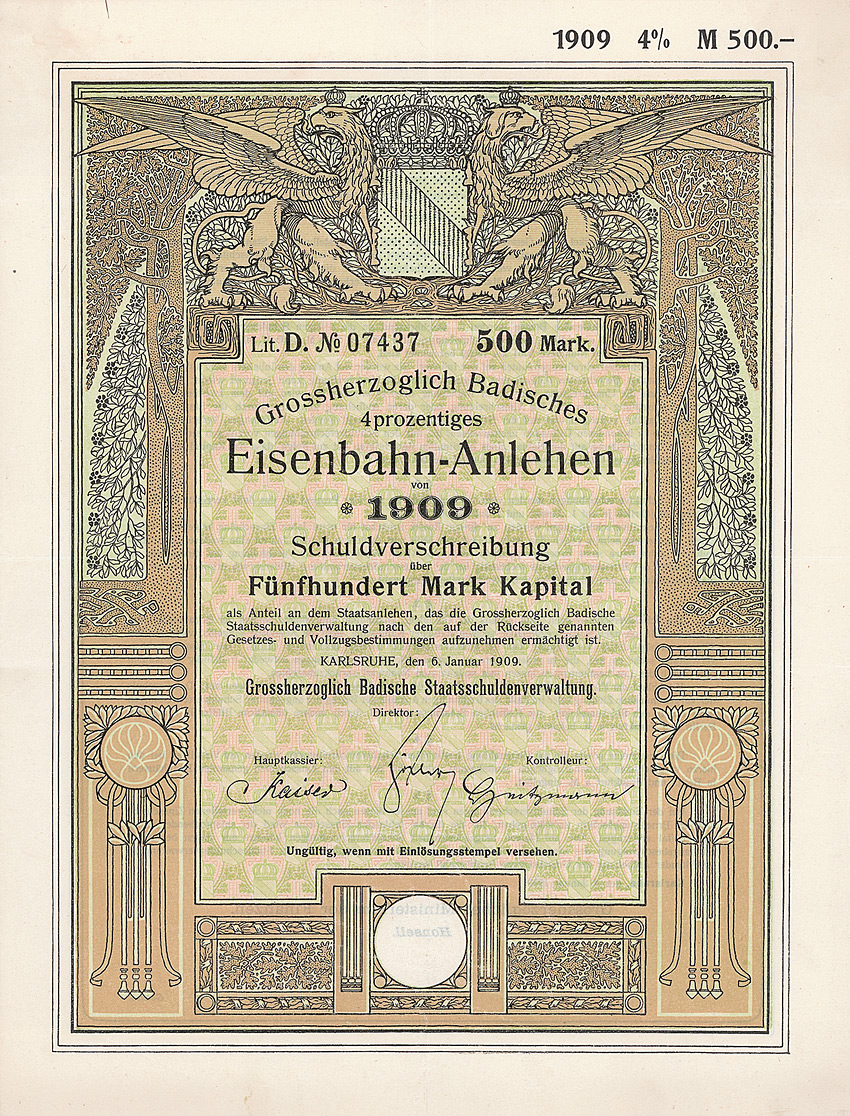 1909 4% M 500.–
Lit. D. № 07437 500 Mark.
Grossherzoglich Badisches
4prozentiges
Eisenbahn-Anlehen
von
1909
Schuldverschreibung
über
Fünfhundert Mark Kapital
als Anteil an dem Staatsanlehen, das die Grossherzoglich Badische
Staatsschuldenverwaltung nach den auf der Rückseite genannten
Gesetzes- und Vollzugsbestimmungen aufzunehmen ermächtigt ist.
KARLSRUHE, den 6. Januar 1909.
Grossherzoglich Badische Staatsschuldenverwaltung.
Direktor:
Hauptkassier: Kontrolleur:
Kaiser
Ungültig, wenn mit Einlösungsstempel versehen.
Honsell.